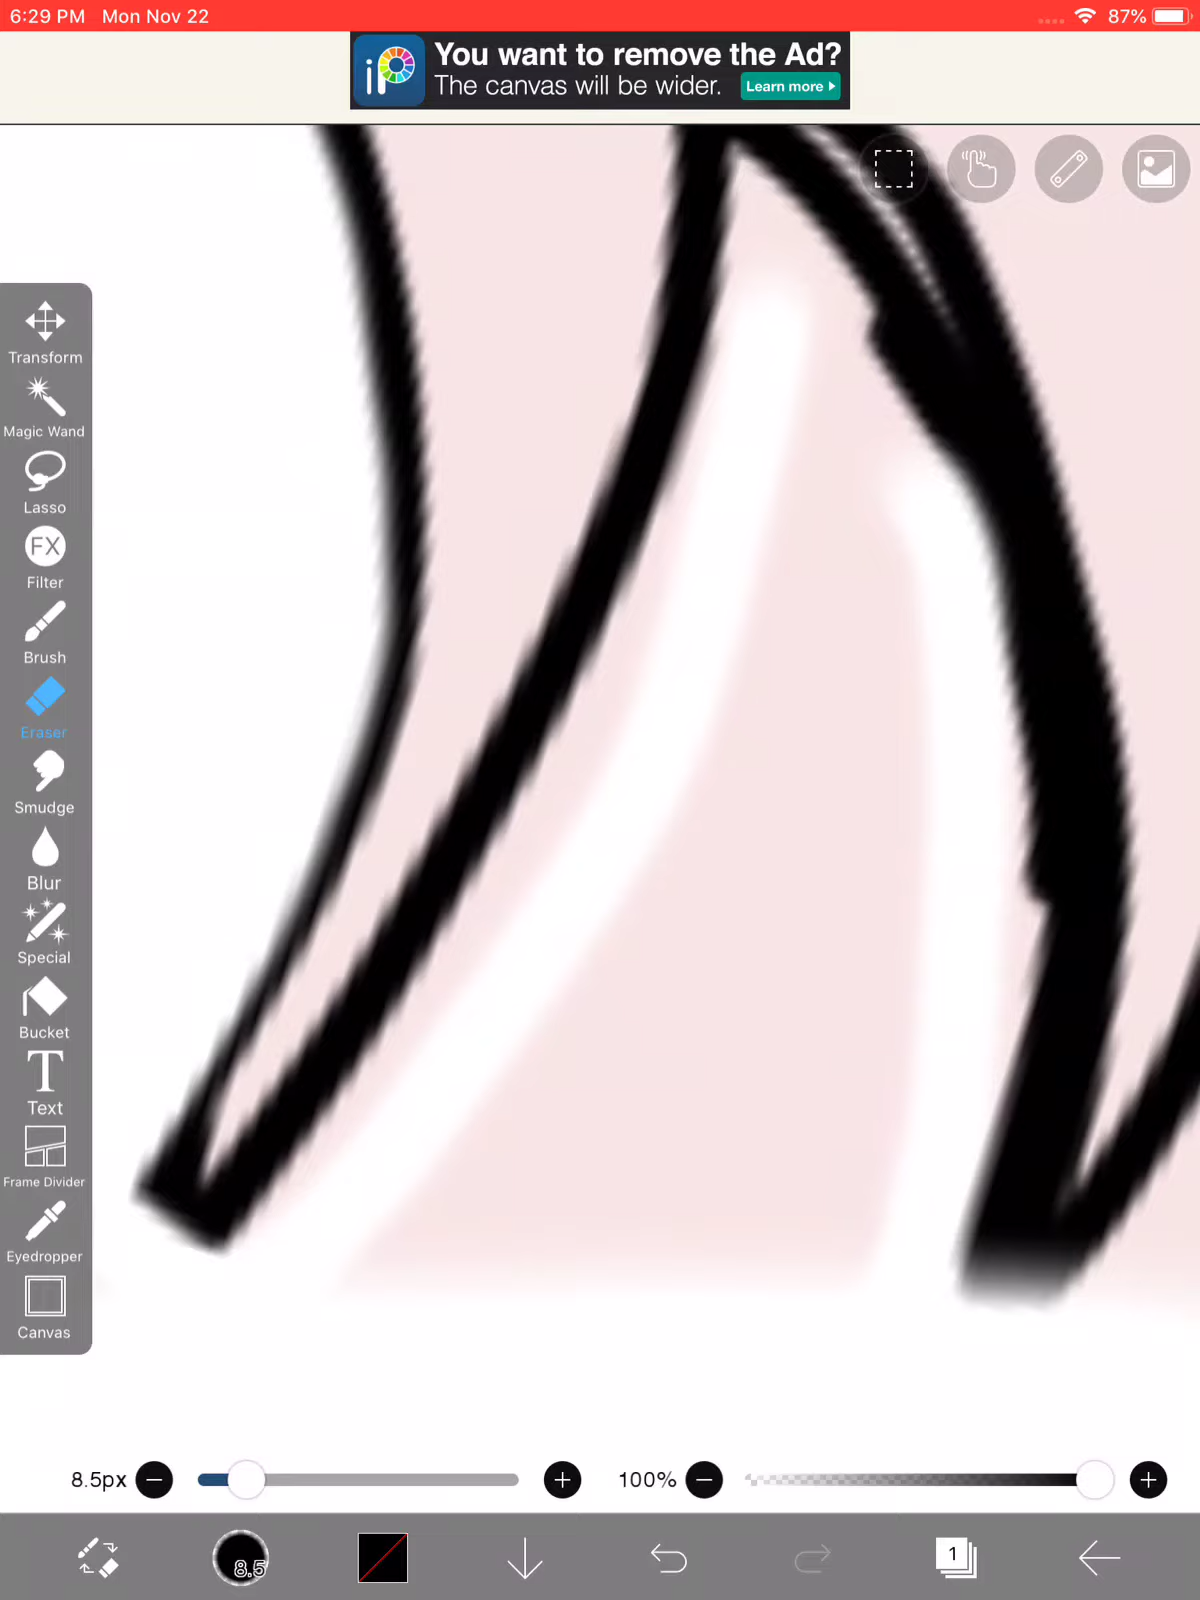 6:29 PM Mon Nov 22
87%
iP
You want to remove the Ad?
The canvas will be wider.
Learn more
Transform
Magic Wand
Lasso
FX
Filter
Brush
Eraser
Smudge
Blur
Special
Bucket
T
Text
Frame Divider
Eyedropper
Canvas
8.5px
100%
8.5
1